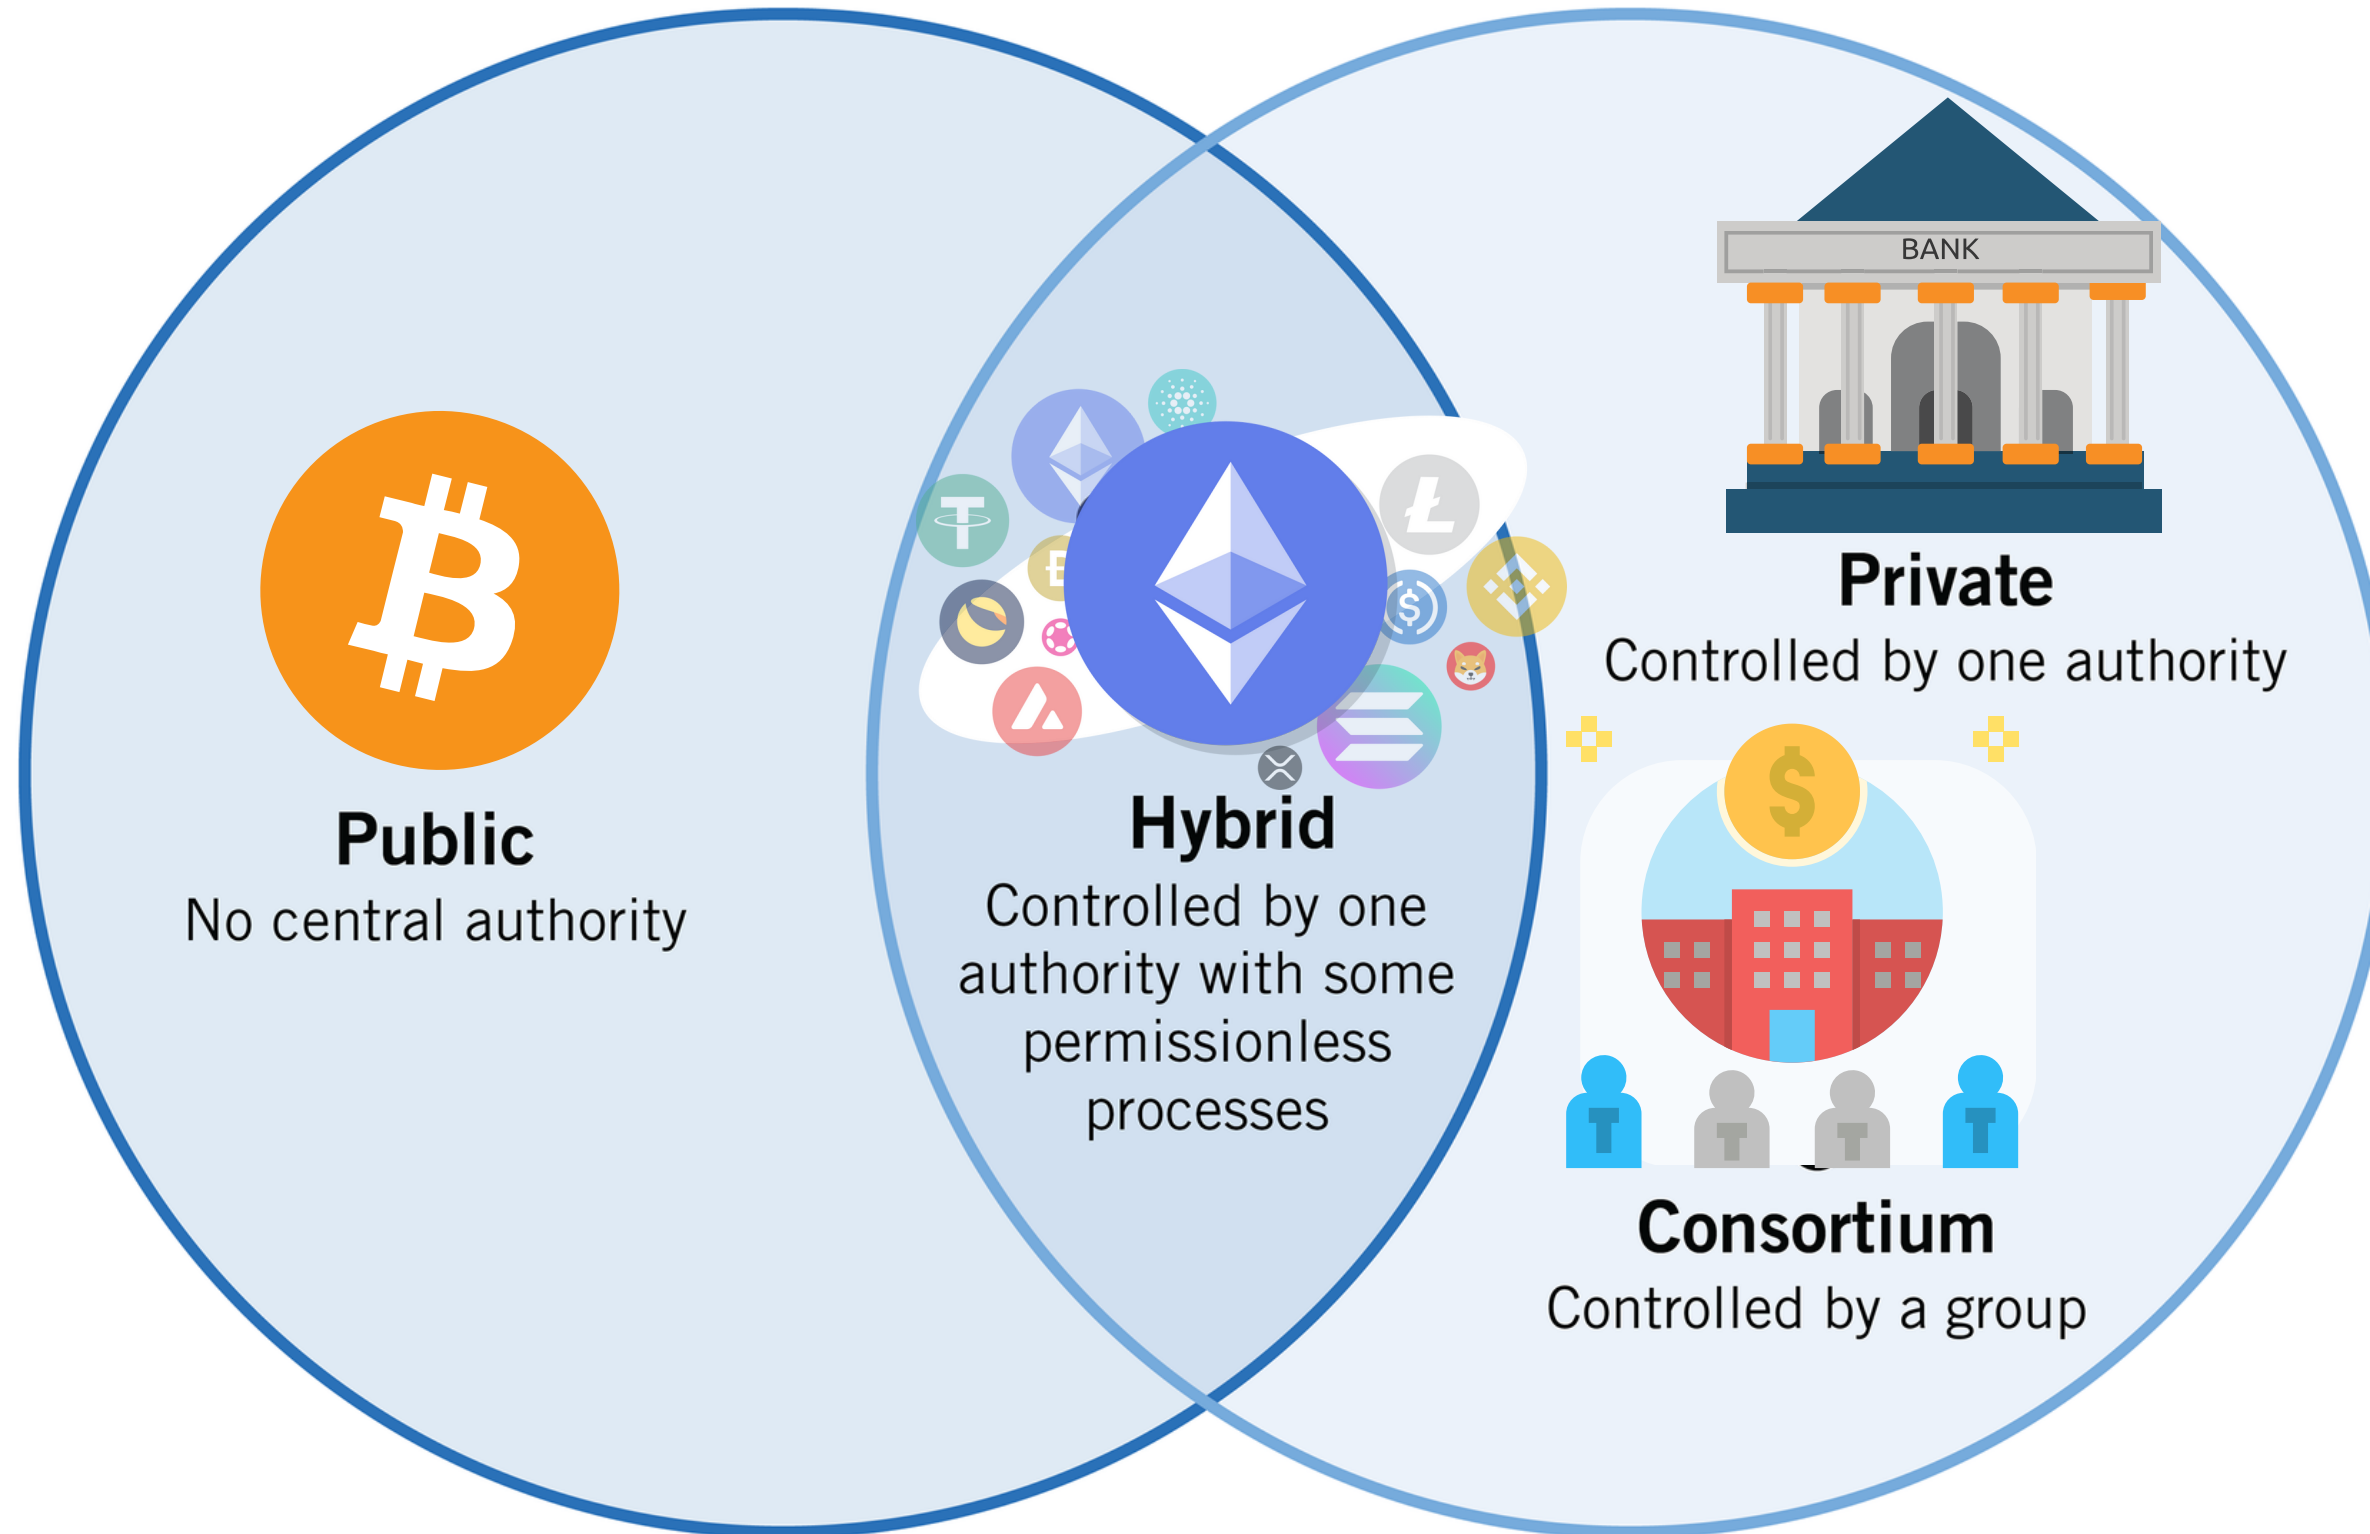 BANK
Private
Controlled by one authority
Public
No central authority
Hybrid
Controlled by one
authority with some
permissionless
processes
Consortium
Controlled by a group